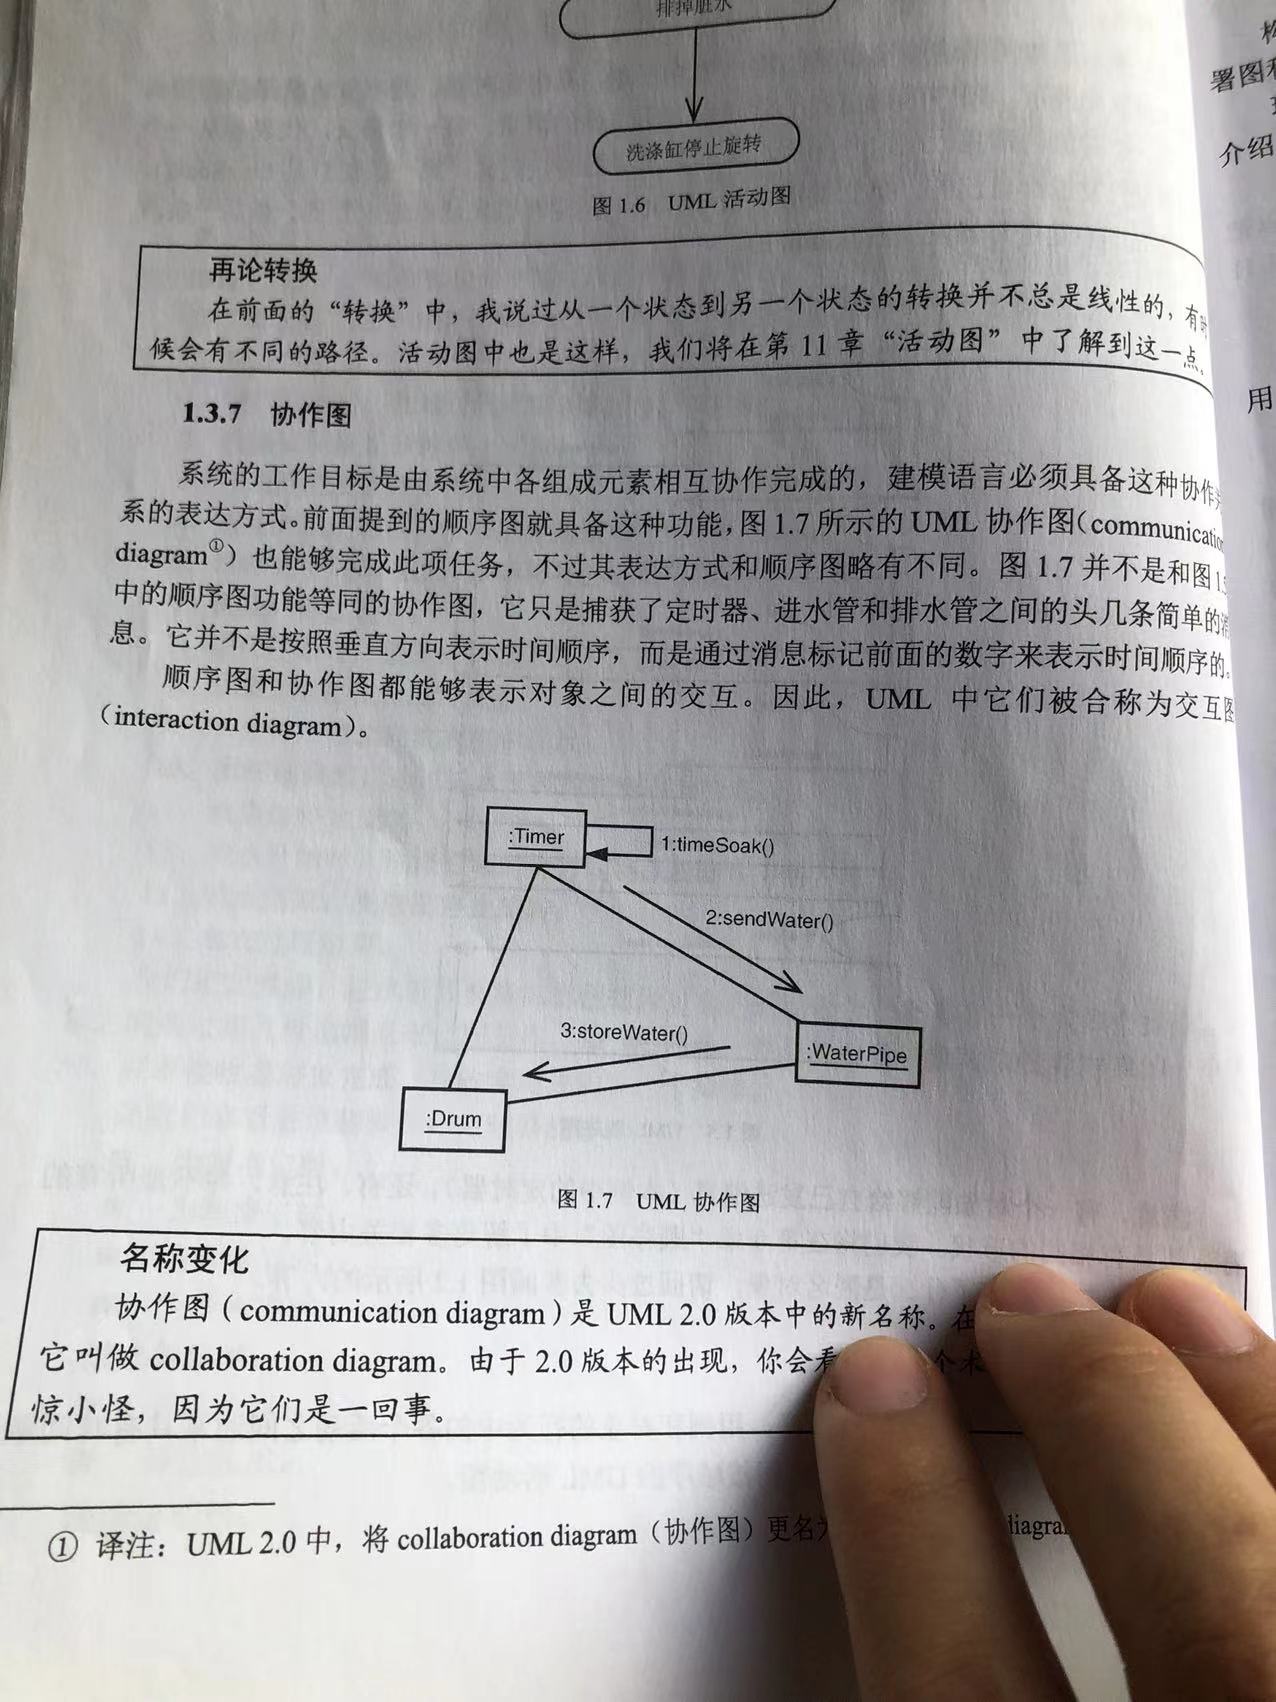 排掉脏水
洗涤缸停止旋转
图 1.6 UML 活动图
再论转换
在前面的“转换”中，我说过从一个状态到另一个状态的转换并不总是线性的，有时
候会有不同的路径。活动图中也是这样，我们将在第 11 章“活动图”中了解到这一点。
1.3.7 协作图
系统的工作目标是由系统中各组成元素相互协作完成的，建模语言必须具备这种协作关
系的表达方式。前面提到的顺序图就具备这种功能，图 1.7 所示的 UML 协作图（communication
diagram①）也能够完成此项任务，不过其表达方式和顺序图略有不同。图 1.7 并不是和图
中的顺序图功能等同的协作图，它只是捕获了定时器、进水管和排水管之间的头几条简单的消
息。它并不是按照垂直方向表示时间顺序，而是通过消息标记前面的数字来表示时间顺序的。
顺序图和协作图都能够表示对象之间的交互。因此，UML 中它们被合称为交互图
（interaction diagram）。
:Timer
1:timeSoak()
2:sendWater()
3:storeWater()
:WaterPipe
:Drum
图 1.7 UML 协作图
名称变化
协作图（communication diagram）是 UML 2.0 版本中的新名称。在
它叫做 collaboration diagram。由于 2.0 版本的出现，你会看 个术
惊小怪，因为它们是一回事。
① 译注：UML 2.0 中，将 collaboration diagram（协作图）更名为
署图和
介绍
用